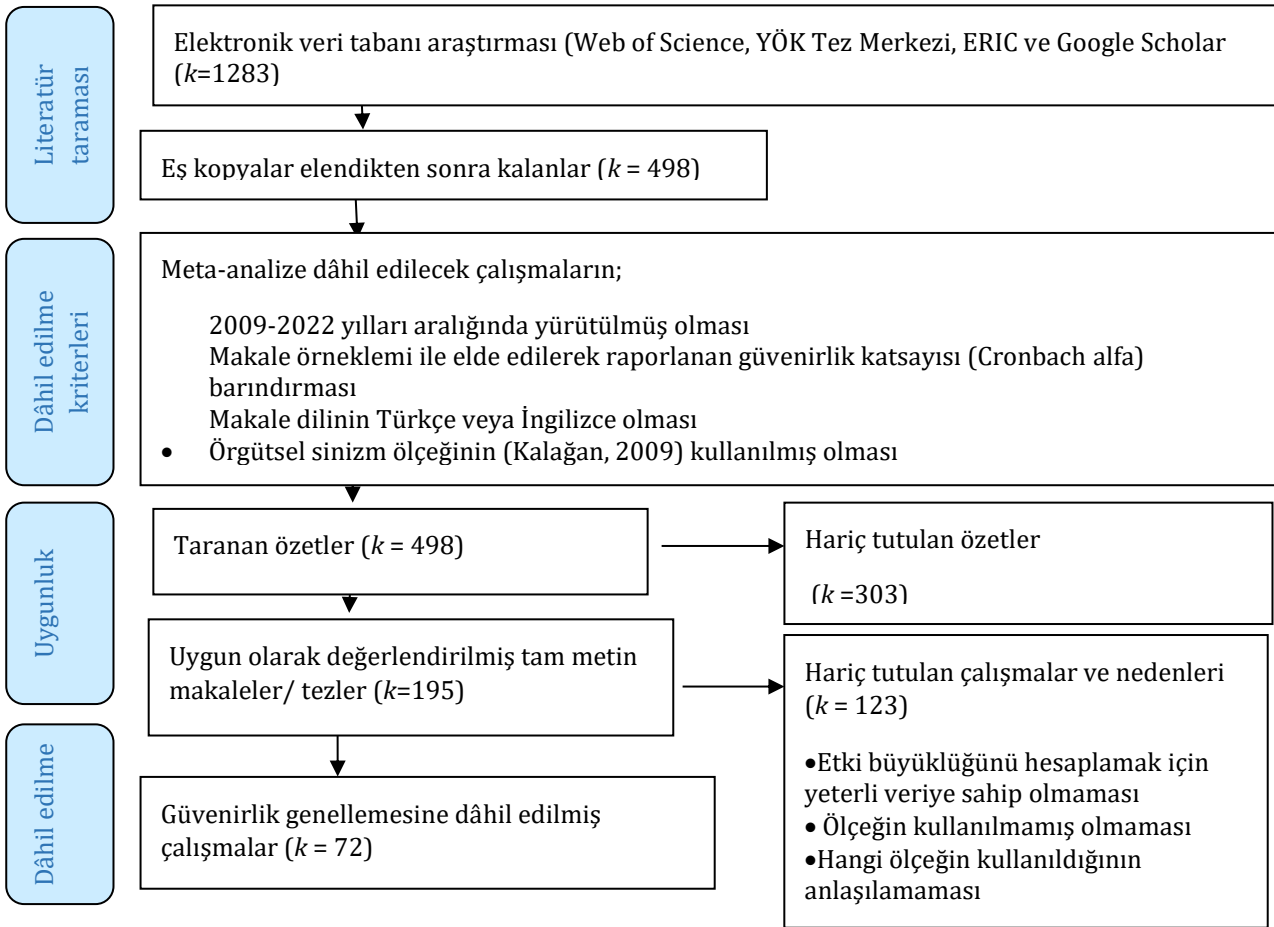 Literatür
taraması
Elektronik veri tabanı araştırması (Web of Science, YÖK Tez Merkezi, ERIC ve Google Scholar
(k=1283)
Eş kopyalar elendikten sonra kalanlar (k = 498)
Dâhil edilme
kriterleri
Meta-analize dâhil edilecek çalışmaların;
2009-2022 yılları aralığında yürütülmüş olması
Makale örneklemi ile elde edilerek raporlanan güvenirlik katsayısı (Cronbach alfa)
barındırması
Makale dilinin Türkçe veya İngilizce olması
• Örgütsel sinizm ölçeğinin (Kalağan, 2009) kullanılmış olması
Uygunluk
Taranan özetler (k = 498)
Hariç tutulan özetler
(k =303)
Uygun olarak değerlendirilmiş tam metin
makaleler/ tezler (k=195)
Hariç tutulan çalışmalar ve nedenleri
(k = 123)
•Etki büyüklüğünü hesaplamak için
yeterli veriye sahip olmaması
• Ölçeğin kullanılmamış olmaması
•Hangi ölçeğin kullanıldığının
anlaşılamaması
Dâhil edilme
Güvenirlik genellemesine dâhil edilmiş
çalışmalar (k = 72)